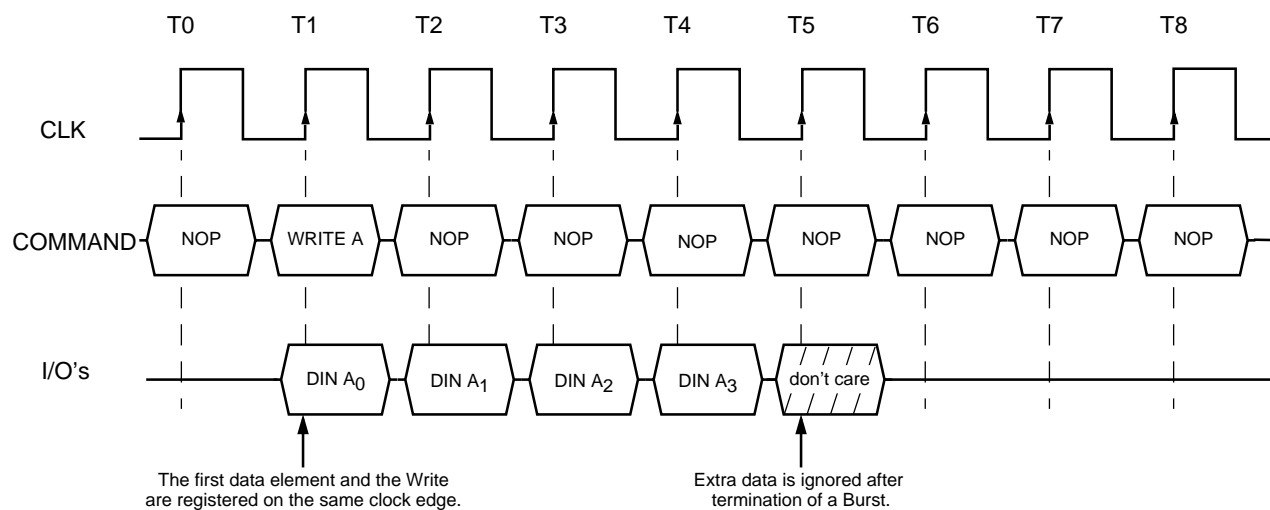 T0 T1 T2 T3 T4 T5 T6 T7 T8
CLK
COMMAND NOP WRITE A NOP NOP NOP NOP NOP NOP NOP
I/O's DIN A0 DIN A1 DIN A2 DIN A3 don't care
The first data element and the Write
are registered on the same clock edge.
Extra data is ignored after
termination of a Burst.